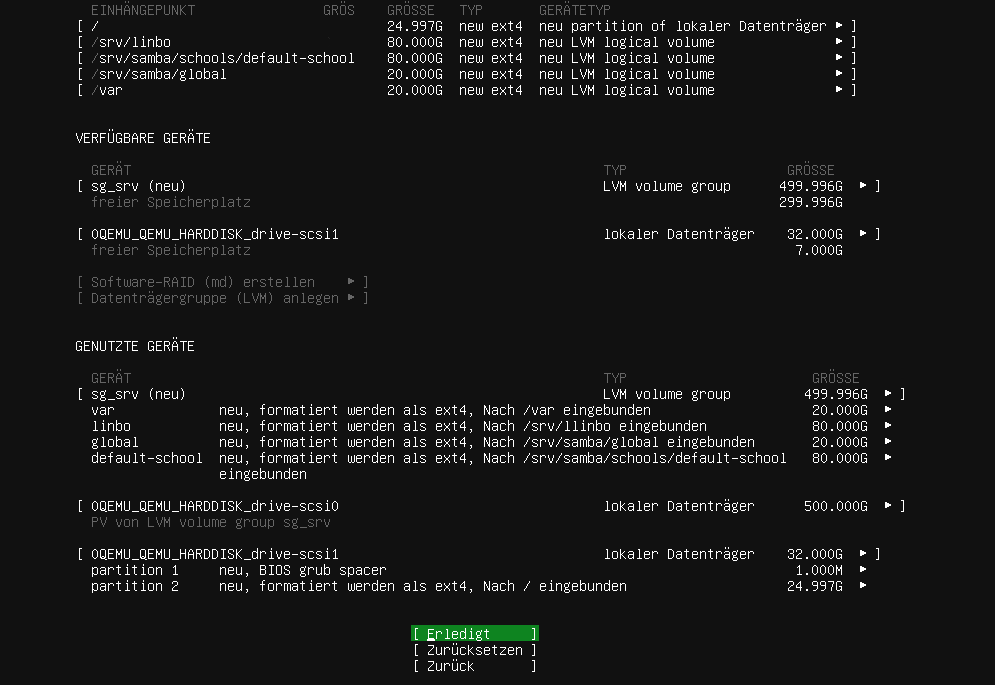 EINHÄNGEPUNKT GRÖS GRÖSSE TYP GERÄTETYP
[ / 24.997G new ext4 neu partition of lokaler Datenträger ▸ ]
[ /srv/linbo 80.000G new ext4 neu LVM logical volume ▸ ]
[ /srv/samba/schools/default-school 80.000G new ext4 neu LVM logical volume ▸ ]
[ /srv/samba/global 20.000G new ext4 neu LVM logical volume ▸ ]
[ /var 20.000G new ext4 neu LVM logical volume ▸ ]
VERFÜGBARE GERÄTE
GERÄT TYP GRÖSSE
[ sg_srv (neu) LVM volume group 499.996G ▸ ]
freier Speicherplatz 299.996G
[ 0QEMU_QEMU_HARDDISK_drive-scsi1 lokaler Datenträger 32.000G ▸ ]
freier Speicherplatz 7.000G
[ Software-RAID (md) erstellen ▸ ]
[ Datenträgergruppe (LVM) anlegen ▸ ]
GENUTZTE GERÄTE
GERÄT TYP GRÖSSE
[ sg_srv (neu) LVM volume group 499.996G ▸ ]
var neu, formatiert werden als ext4, Nach /var eingebunden 20.000G ▸
linbo neu, formatiert werden als ext4, Nach /srv/llinbo eingebunden 80.000G ▸
global neu, formatiert werden als ext4, Nach /srv/samba/global eingebunden 20.000G ▸
default-school neu, formatiert werden als ext4, Nach /srv/samba/schools/default-school 80.000G ▸
eingebunden
[ 0QEMU_QEMU_HARDDISK_drive-scsi0 lokaler Datenträger 500.000G ▸ ]
PV von LVM volume group sg_srv
[ 0QEMU_QEMU_HARDDISK_drive-scsi1 lokaler Datenträger 32.000G ▸ ]
partition 1 neu, BIOS grub spacer 1.000M ▸
partition 2 neu, formatiert werden als ext4, Nach / eingebunden 24.997G ▸
[ Erledigt ]
[ Zurücksetzen ]
[ Zurück ]